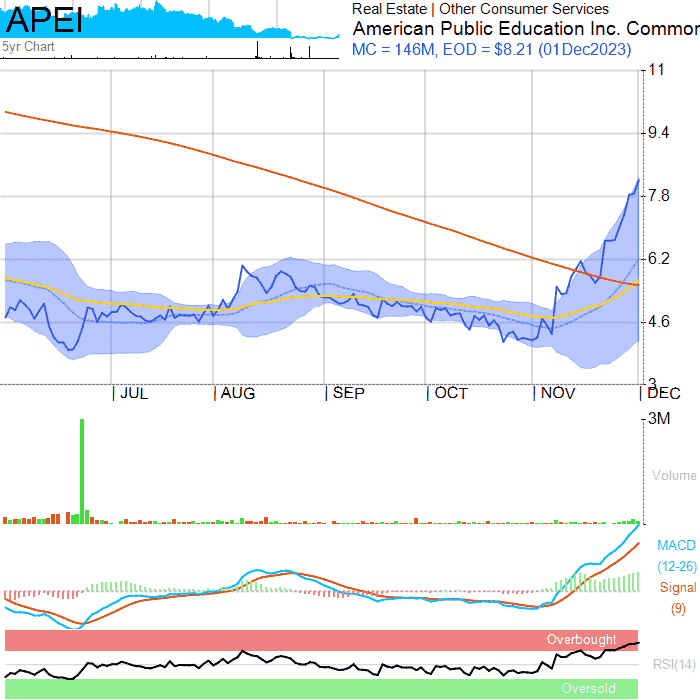 APEI
Real Estate | Other Consumer Services
American Public Education Inc. Common
5yr Chart
MC = 146M, EOD = $8.21 (01Dec2023)
11
9.4
7.8
6.2
4.6
3
JUL AUG SEP OCT NOV DEC
3M
Volume
MACD
(12-26)
Signal
(9)
Overbought
RSI(14)
Oversold